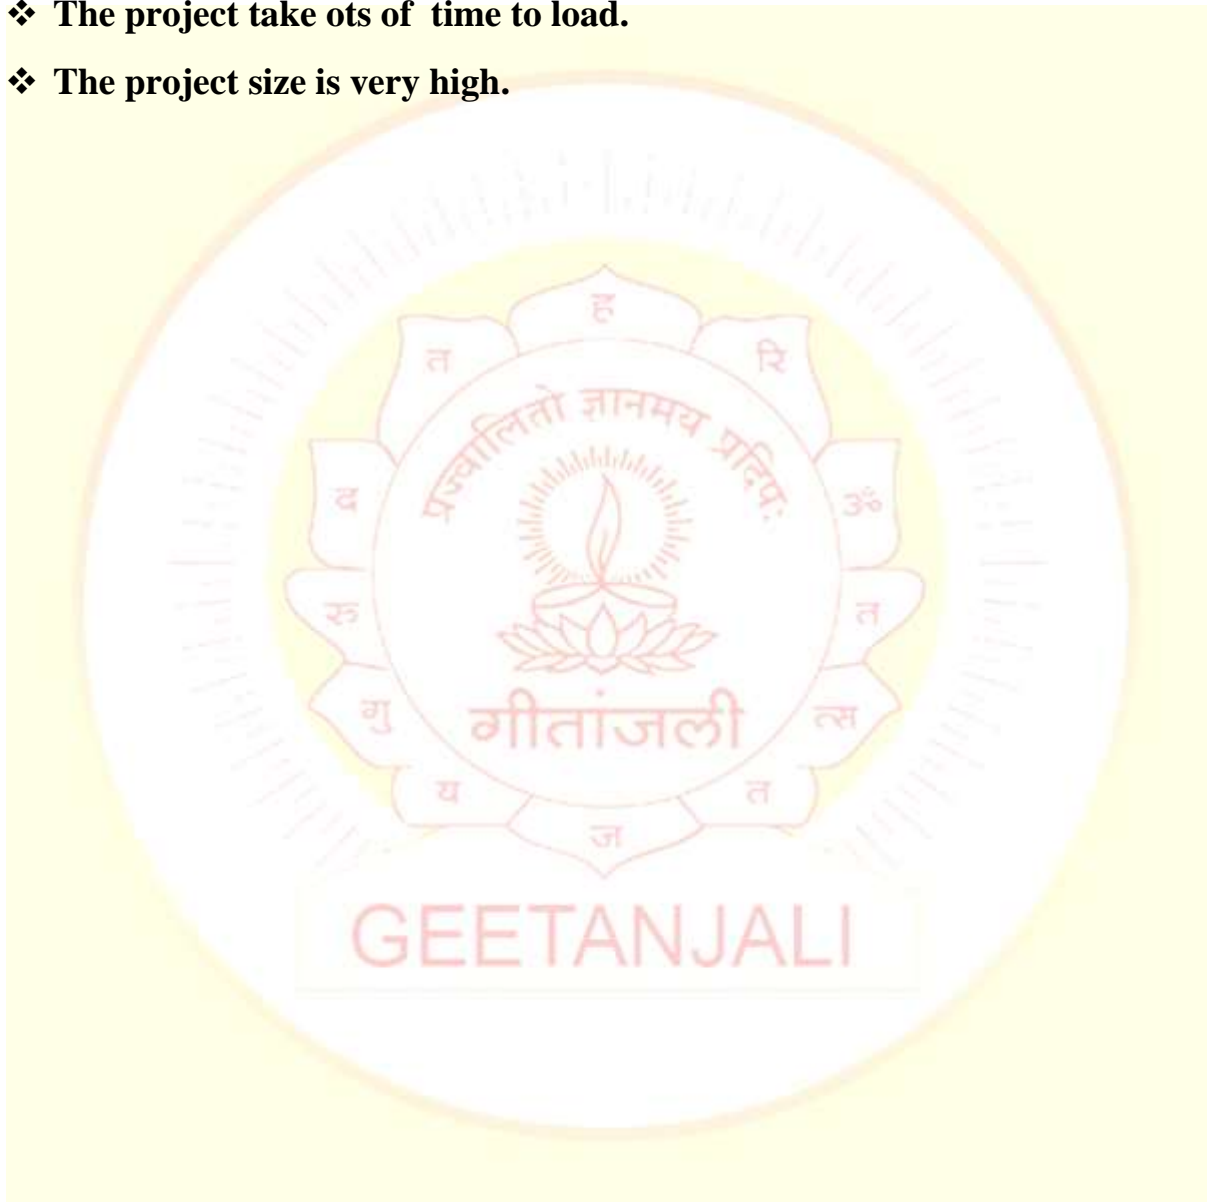 ❖ The project take ots of time to load.
❖ The project size is very high.
ह
त
रि
प्रज्वालितो ज्ञानमय प्रदिपः
द
ॐ
रु
त
गु
त्स
गीतांजली
य
त
ज
GEETANJALI